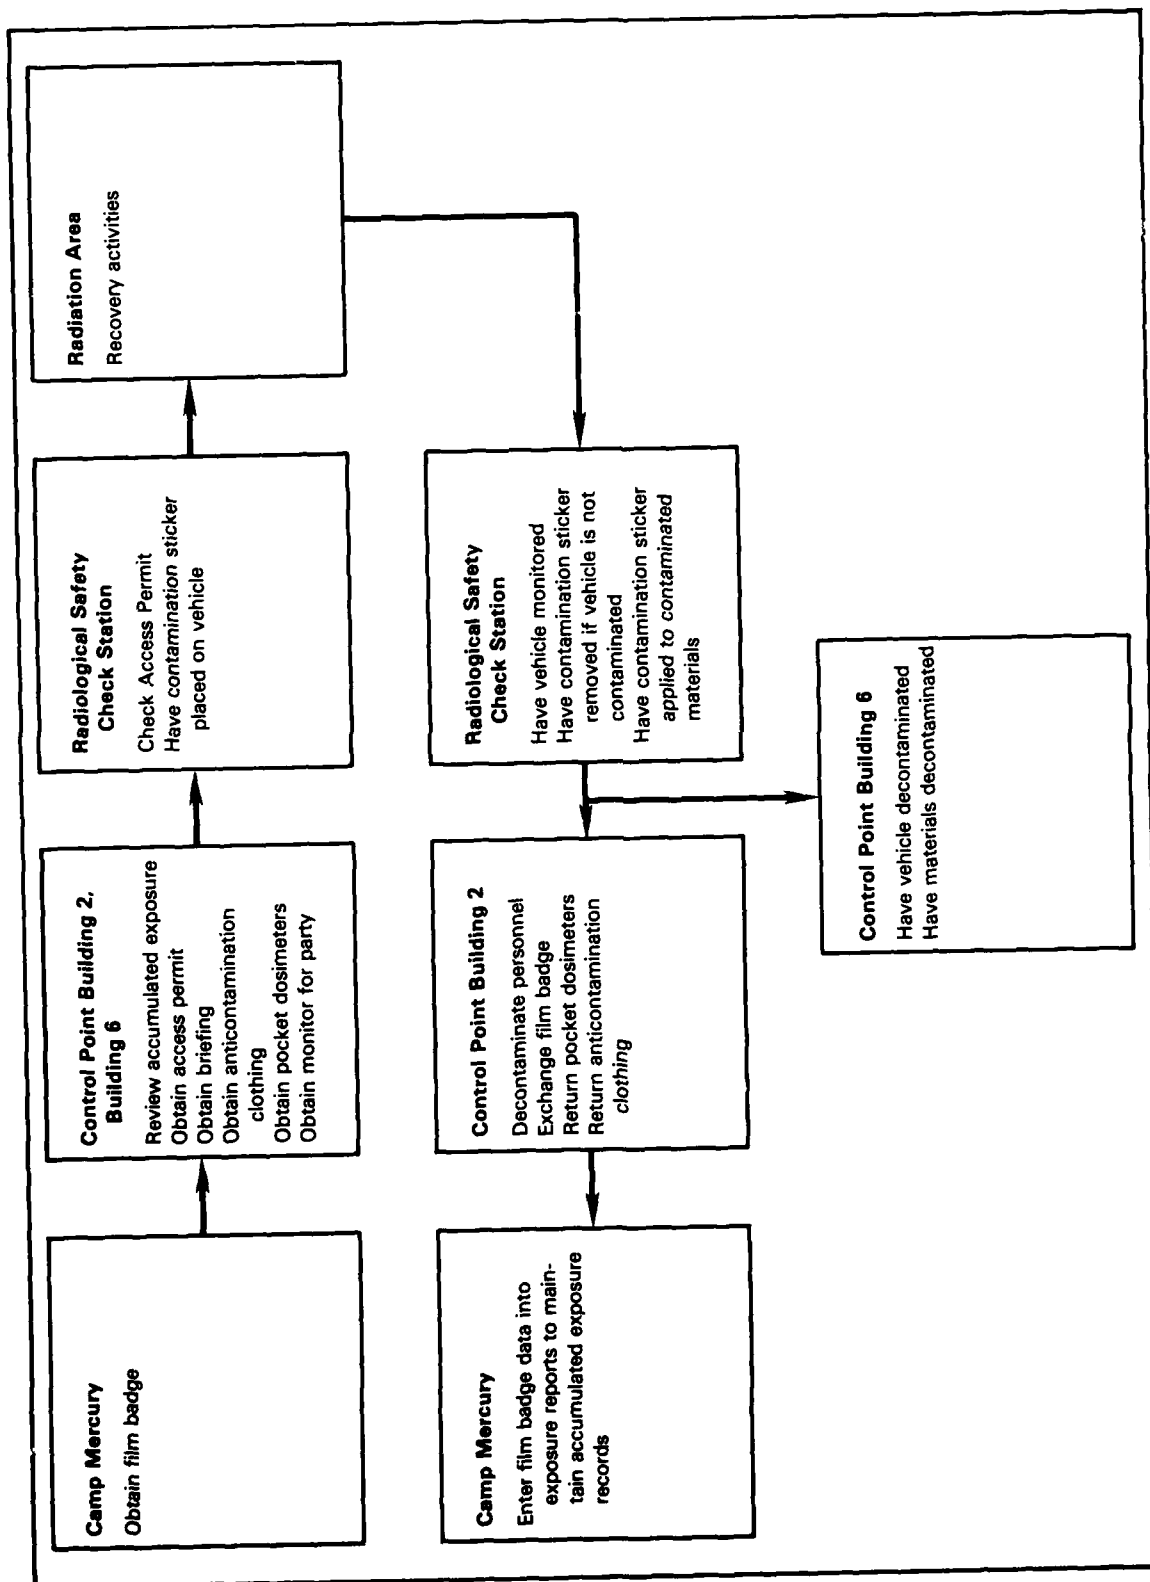 Camp Mercury
Obtain film badge
Control Point Building 2,
Building 6
Review accumulated exposure
Obtain access permit
Obtain briefing
Obtain anticontamination
clothing
Obtain pocket dosimeters
Obtain monitor for party
Radiological Safety
Check Station
Check Access Permit
Have contamination sticker
placed on vehicle
Radiation Area
Recovery activities
Radiological Safety
Check Station
Have vehicle monitored
Have contamination sticker
removed if vehicle is not
contaminated
Have contamination sticker
applied to contaminated
materials
Control Point Building 6
Have vehicle decontaminated
Have materials decontaminated
Control Point Building 2
Decontaminate personnel
Exchange film badge
Return pocket dosimeters
Return anticontamination
clothing
Camp Mercury
Enter film badge data into
exposure reports to main-
tain accumulated exposure
records